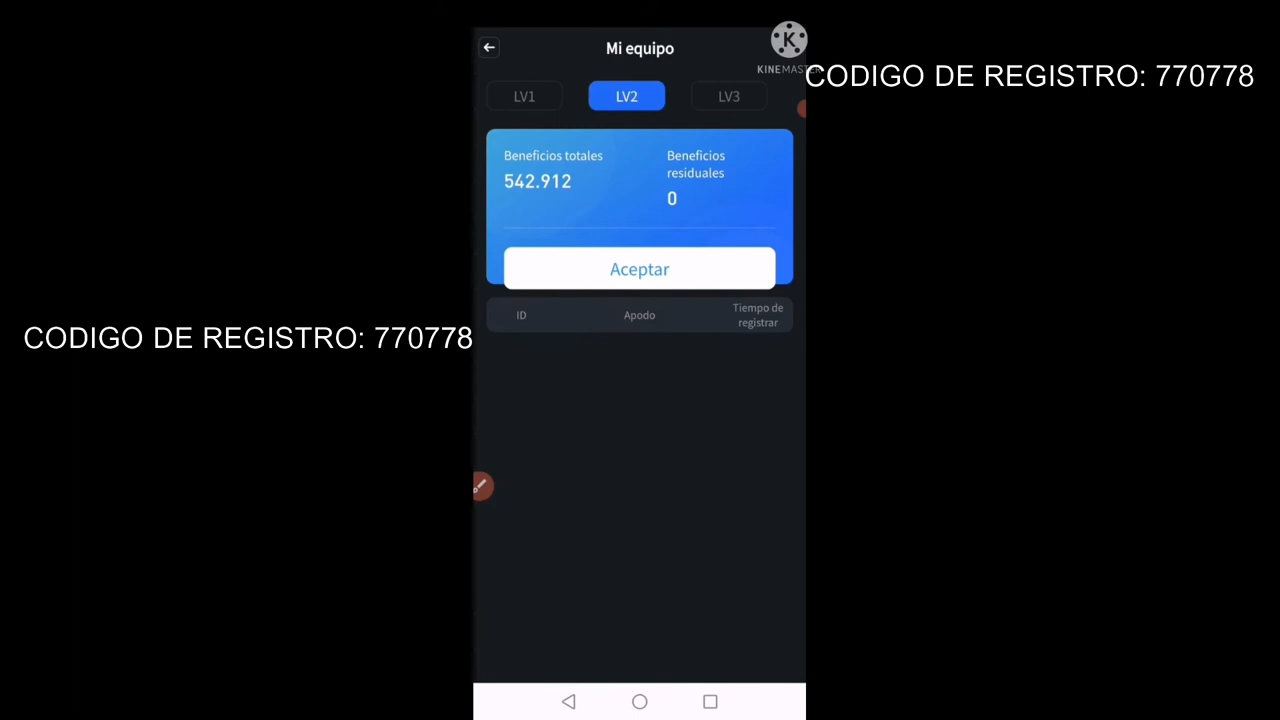 Mi equipo
KINEMASTER
CODIGO DE REGISTRO: 770778
LV1
LV2
LV3
Beneficios totales
542.912
Beneficios
residuales
0
Aceptar
ID
Apodo
Tiempo de
registrar
CODIGO DE REGISTRO: 770778